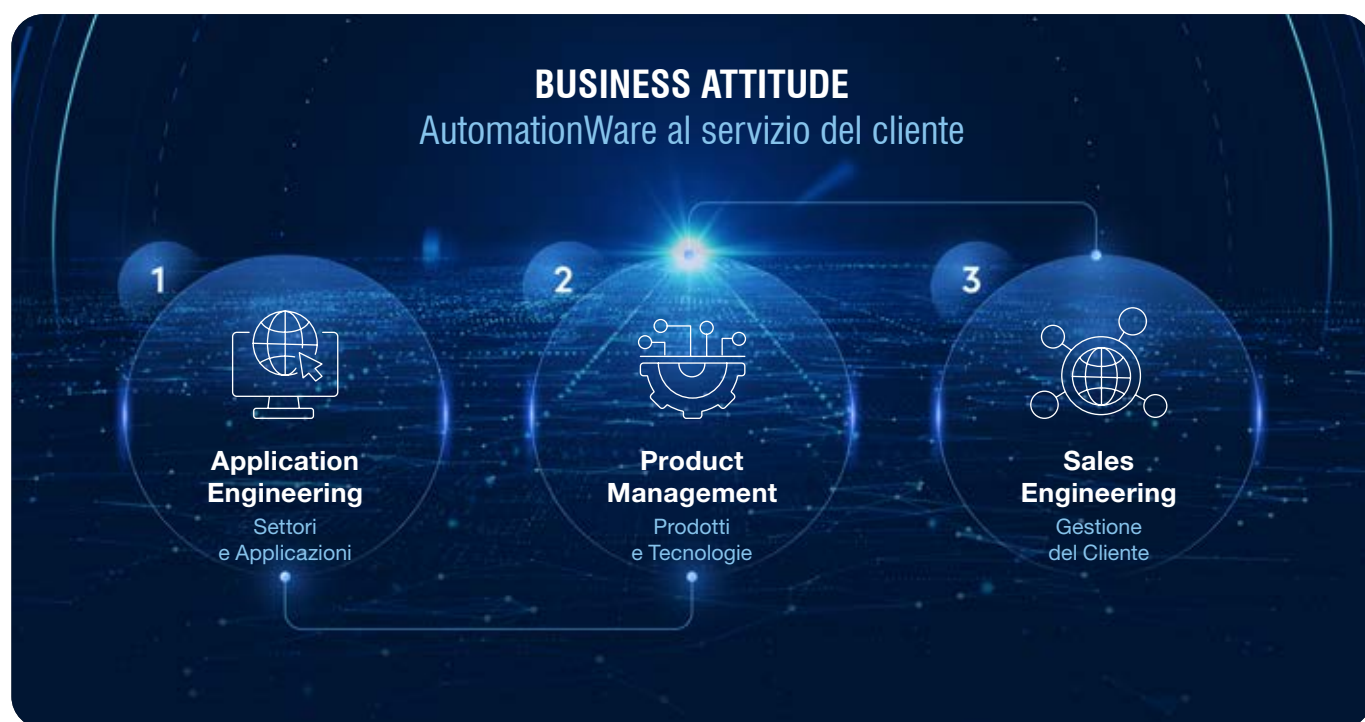 BUSINESS ATTITUDE
AutomationWare al servizio del cliente
1
Application
Engineering
Settori
e Applicazioni
2
Product
Management
Prodotti
e Tecnologie
3
Sales
Engineering
Gestione
del Cliente